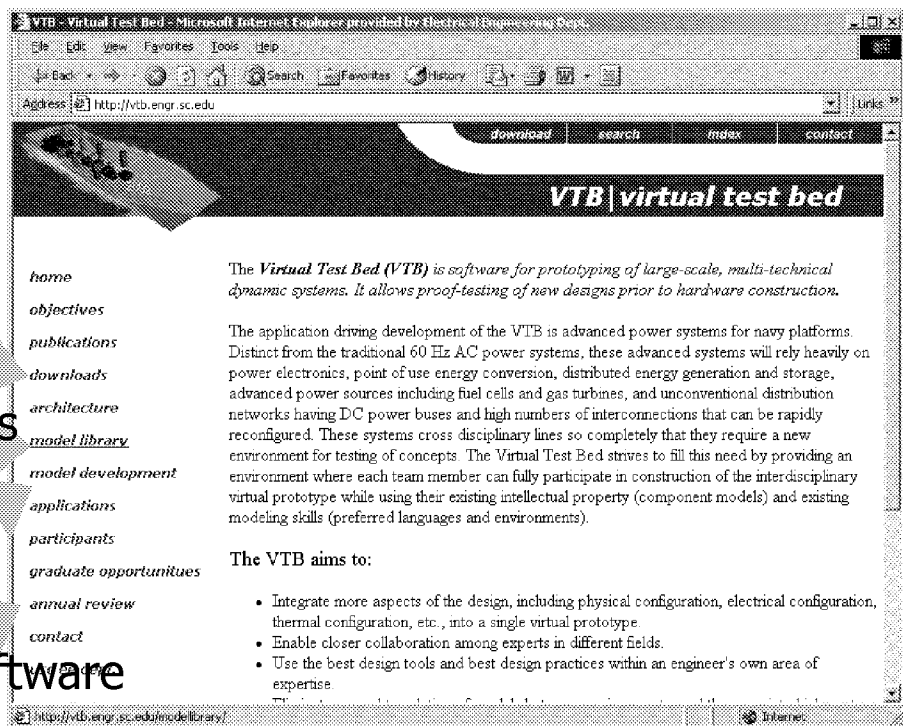 VTB - Virtual Test Bed - Microsoft Internet Explorer provided by Electrical Engineering Dept.
File Edit View Favorites Tools Help
Back Search Favorites History
Address http://vtb.engr.sc.edu Links »
download search index contact
VTB|virtual test bed
home
objectives
publications
downloads
architecture
s
model library
model development
applications
participants
graduate opportunitues
annual review
contact
ftware
The Virtual Test Bed (VTB) is software for prototyping of large-scale, multi-technical
dynamic systems. It allows proof-testing of new designs prior to hardware construction.
The application driving development of the VTB is advanced power systems for navy platforms.
Distinct from the traditional 60 Hz AC power systems, these advanced systems will rely heavily on
power electronics, point of use energy conversion, distributed energy generation and storage,
advanced power sources including fuel cells and gas turbines, and unconventional distribution
networks having DC power buses and high numbers of interconnections that can be rapidly
reconfigured. These systems cross disciplinary lines so completely that they require a new
environment for testing of concepts. The Virtual Test Bed strives to fill this need by providing an
environment where each team member can fully participate in construction of the interdisciplinary
virtual prototype while using their existing intellectual property (component models) and existing
modeling skills (preferred languages and environments).
The VTB aims to:
• Integrate more aspects of the design, including physical configuration, electrical configuration,
thermal configuration, etc., into a single virtual prototype.
• Enable closer collaboration among experts in different fields.
• Use the best design tools and best design practices within an engineer's own area of
expertise.
http://vtb.engr.sc.edu/modellibrary/ Internet